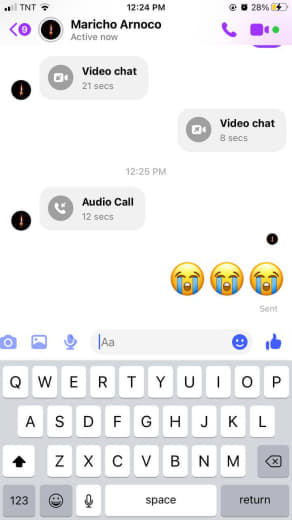 TNT 12:24 PM 28%
9 Maricho Arnoco
Active now
Video chat
21 secs
Video chat
8 secs
12:25 PM
Audio Call
12 secs
😭😭😭
Sent
Aa
Q W E R T Y U I O P
A S D F G H J K L
Z X C V B N M
123 space return